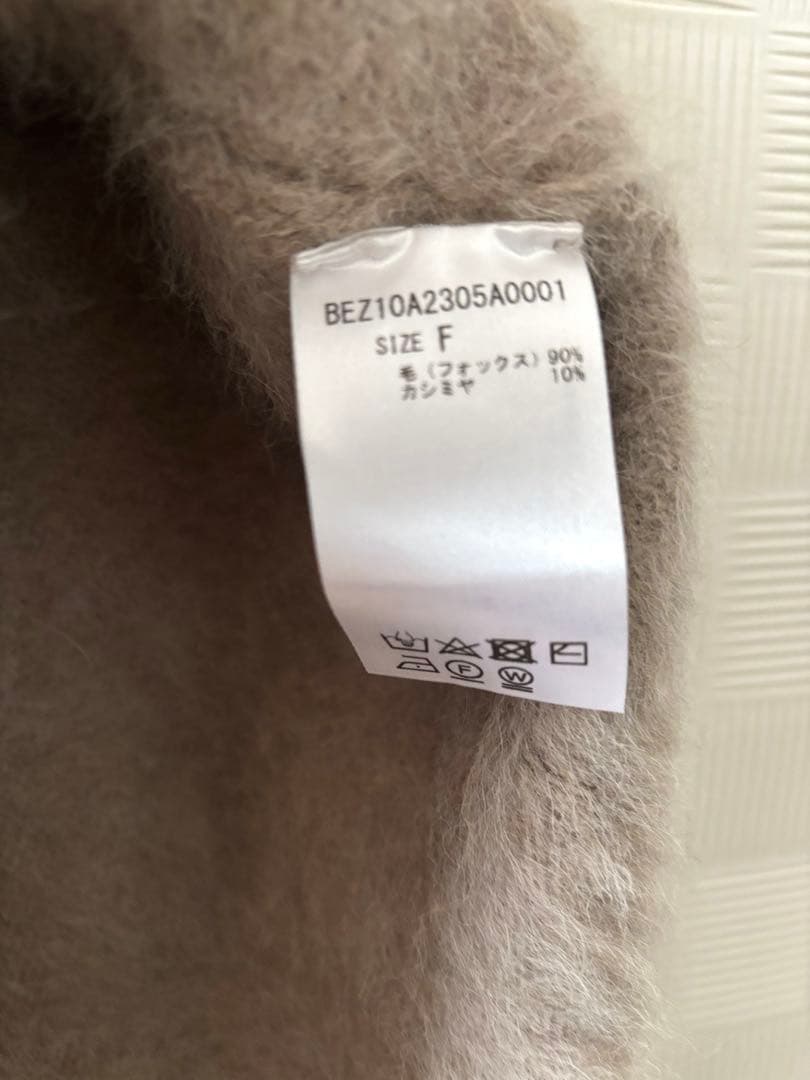 BEZ10A2305A0001
SIZE F
毛（フォックス）90%
カシミヤ 10%
F W